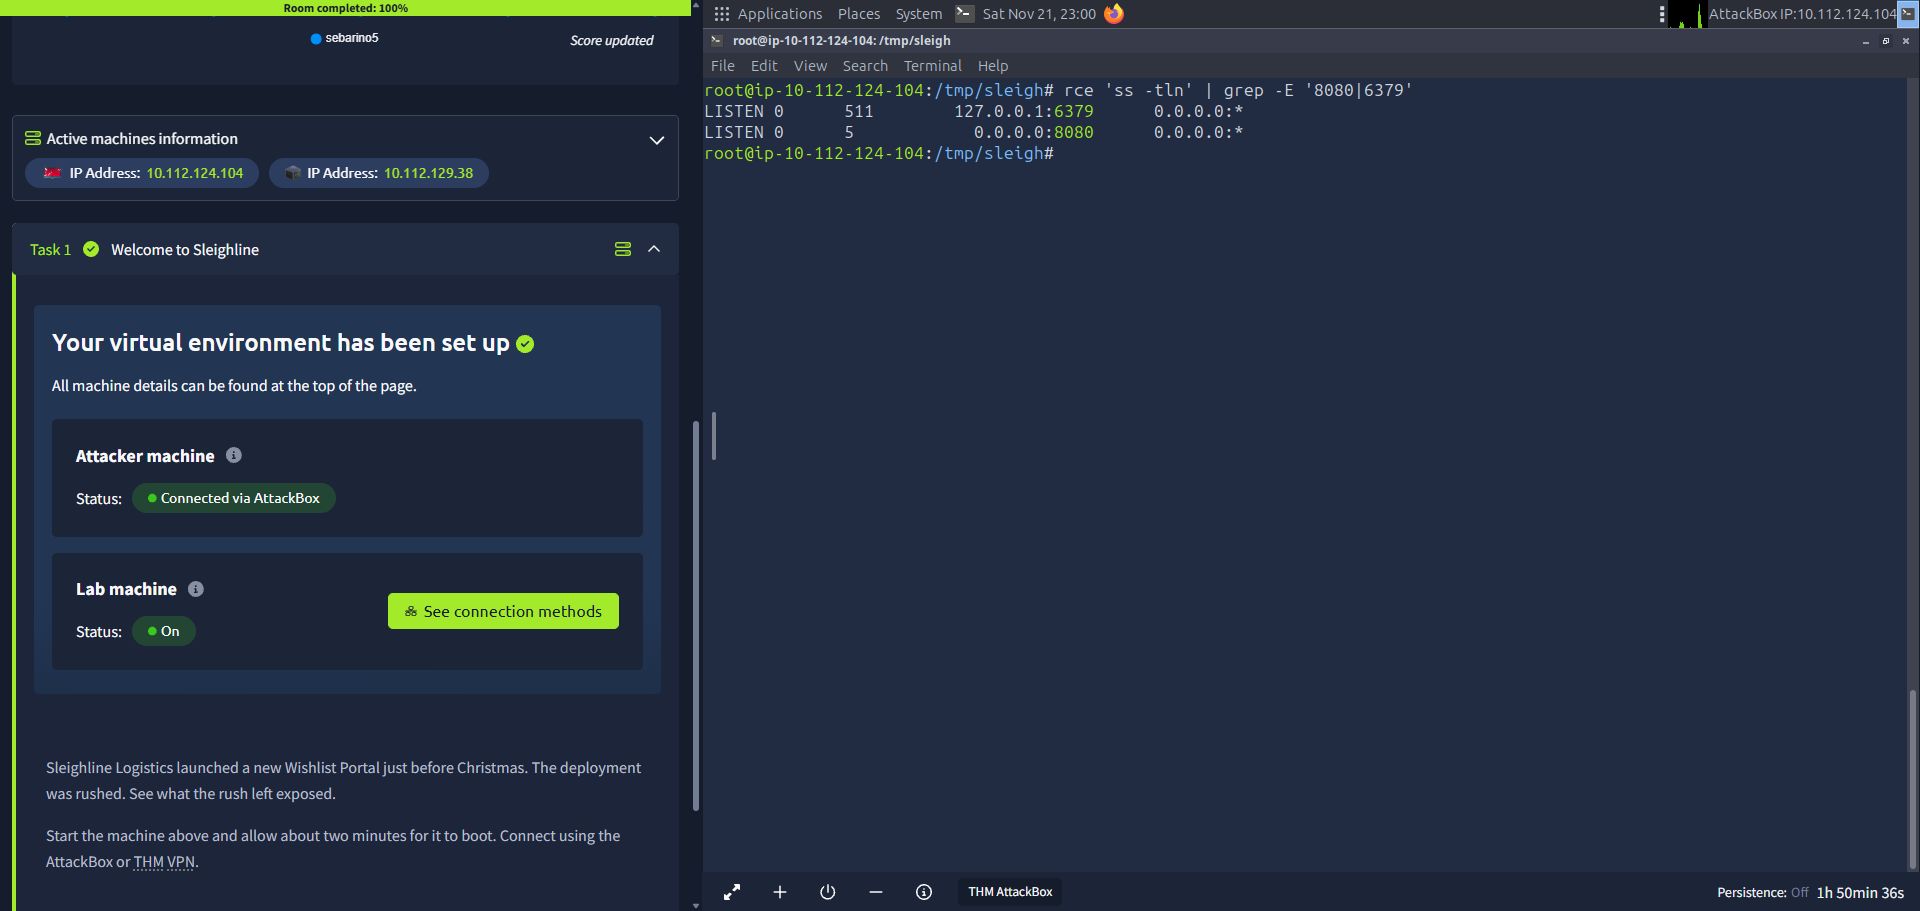 Room completed: 100%
sebarino5
Score updated
Active machines information
IP Address: 10.112.124.104
IP Address: 10.112.129.38
Task 1
Welcome to Sleighline
Your virtual environment has been set up
All machine details can be found at the top of the page.
Attacker machine
Status: Connected via AttackBox
Lab machine
Status: On
See connection methods
Sleighline Logistics launched a new Wishlist Portal just before Christmas. The deployment
was rushed. See what the rush left exposed.
Start the machine above and allow about two minutes for it to boot. Connect using the
AttackBox or THM VPN.
Applications Places System Sat Nov 21, 23:00
AttackBox IP:10.112.124.104
root@ip-10-112-124-104: /tmp/sleigh
File Edit View Search Terminal Help
root@ip-10-112-124-104:/tmp/sleigh# rce 'ss -tln' | grep -E '8080|6379'
LISTEN 0      511        127.0.0.1:6379      0.0.0.0:*
LISTEN 0      5            0.0.0.0:8080      0.0.0.0:*
root@ip-10-112-124-104:/tmp/sleigh#
THM AttackBox
Persistence: Off 1h 50min 36s